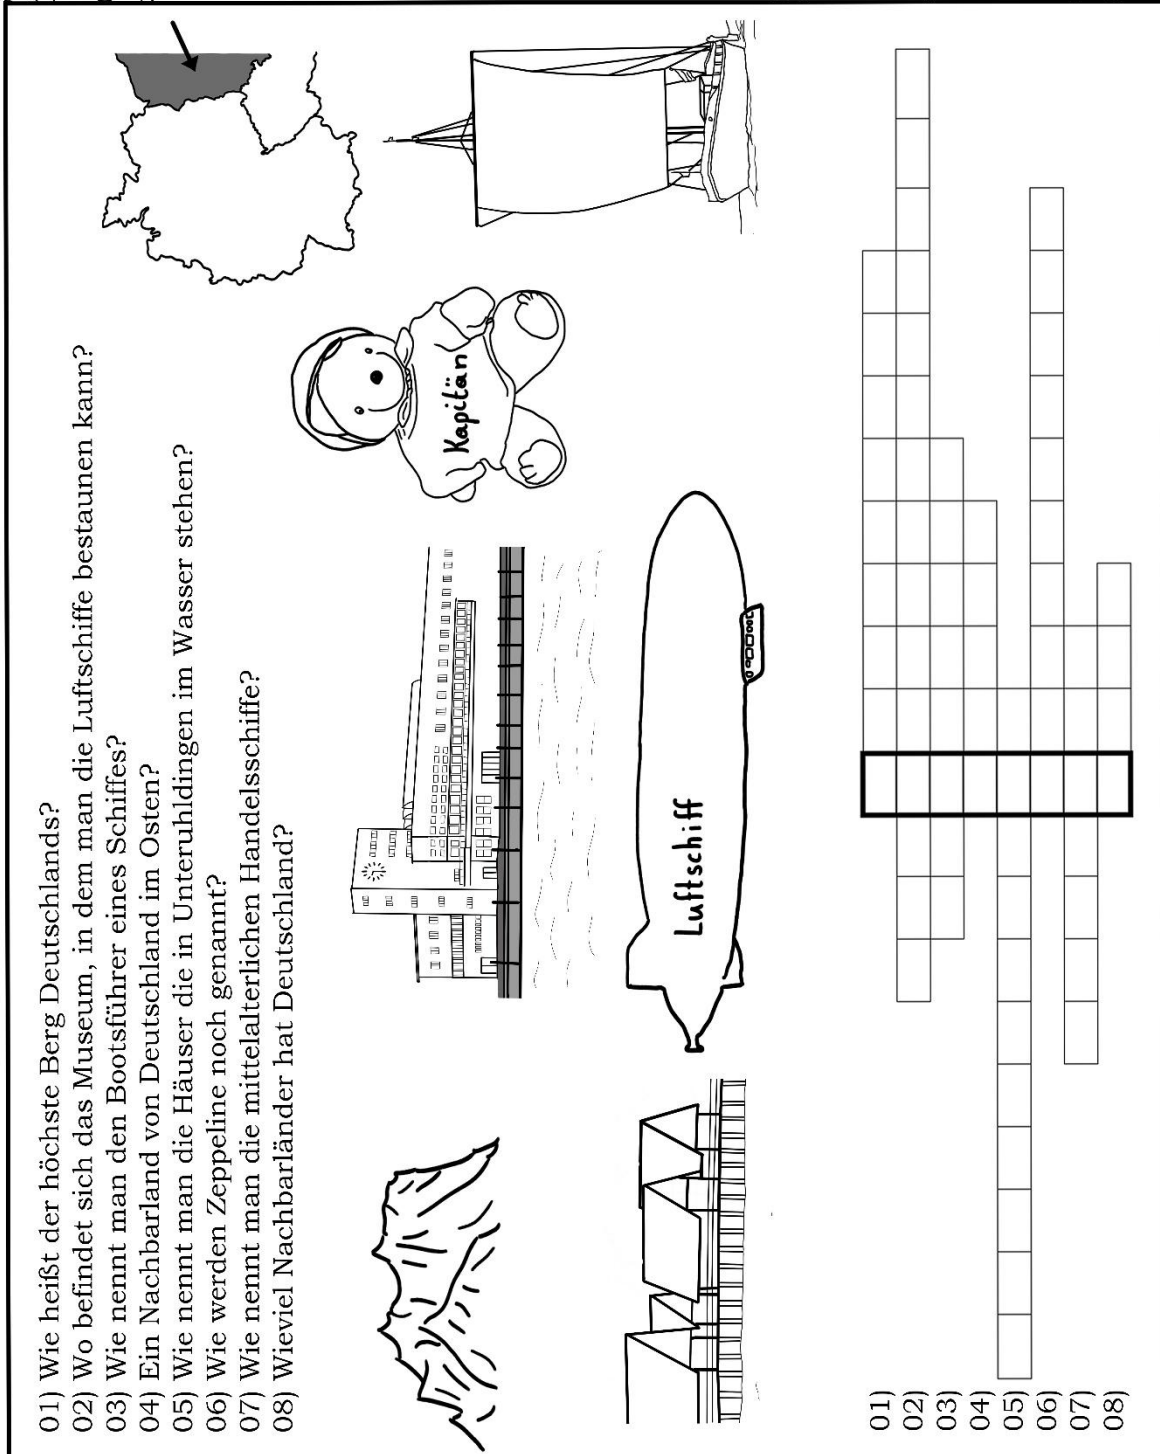 01) Wie heißt der höchste Berg Deutschlands?
02) Wo befindet sich das Museum, in dem man die Luftschiffe bestaunen kann?
03) Wie nennt man den Bootsführer eines Schiffes?
04) Ein Nachbarland von Deutschland im Osten?
05) Wie nennt man die Häuser die in Unteruhldingen im Wasser stehen?
06) Wie werden Zeppeline noch genannt?
07) Wie nennt man die mittelalterlichen Handelsschiffe?
08) Wieviel Nachbarländer hat Deutschland?
Kapitän
Luftschiff
01)
02)
03)
04)
05)
06)
07)
08)